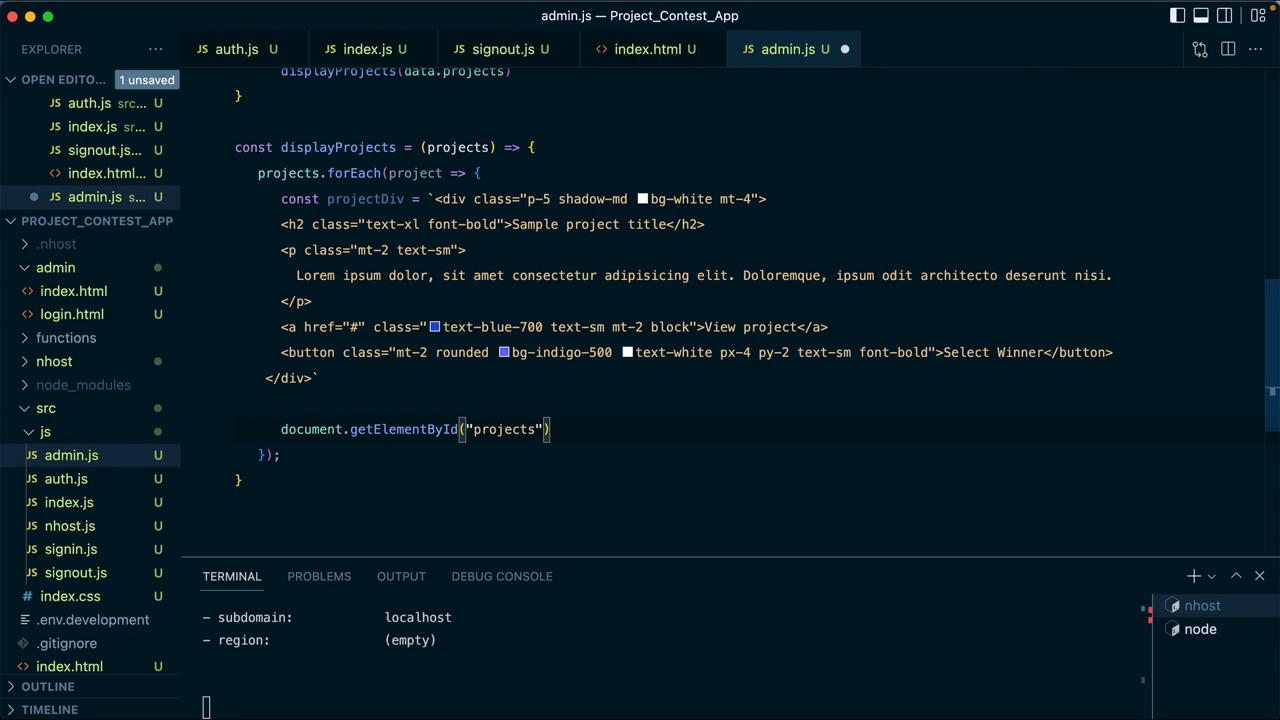 admin.js — Project_Contest_App
EXPLORER
JS auth.js U
JS index.js U
JS signout.js U
<> index.html U
JS admin.js U
OPEN EDITO... 1 unsaved
JS auth.js src... U
JS index.js sr... U
JS signout.js... U
<> index.html... U
JS admin.js s... U
PROJECT_CONTEST_APP
.nhost
admin
<> index.html U
<> login.html U
functions
nhost
node_modules
src
js
JS admin.js U
JS auth.js U
JS index.js U
JS nhost.js U
JS signin.js U
JS signout.js U
# index.css U
.env.development
.gitignore
<> index.html U
OUTLINE
TIMELINE
displayProjects(data.projects)
}
const displayProjects = (projects) => {
projects.forEach(project => {
const projectDiv = `<div class="p-5 shadow-md bg-white mt-4">
<h2 class="text-xl font-bold">Sample project title</h2>
<p class="mt-2 text-sm">
Lorem ipsum dolor, sit amet consectetur adipisicing elit. Doloremque, ipsum odit architecto deserunt nisi.
</p>
<a href="#" class="text-blue-700 text-sm mt-2 block">View project</a>
<button class="mt-2 rounded bg-indigo-500 text-white px-4 py-2 text-sm font-bold">Select Winner</button>
</div>`
document.getElementById("projects")
});
}
TERMINAL PROBLEMS OUTPUT DEBUG CONSOLE
- subdomain: localhost
- region: (empty)
nhost
node